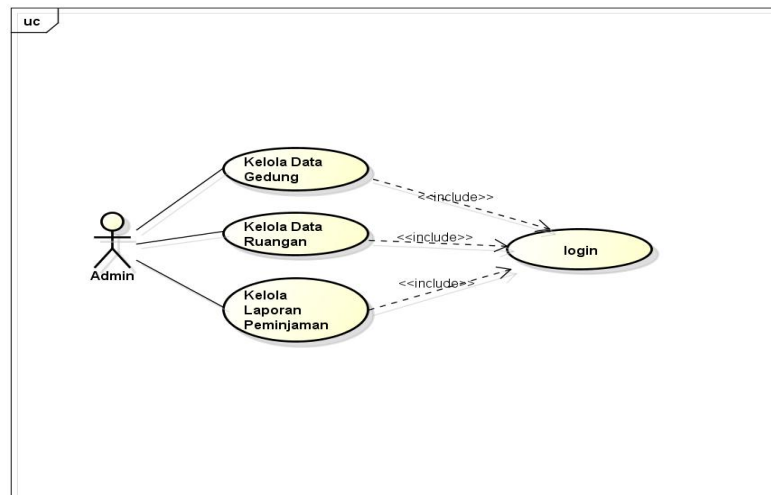 uc
Kelola Data
Gedung
<<include>>
Kelola Data
Ruangan
<<include>>
login
Admin
Kelola
Laporan
Peminjaman
<<include>>